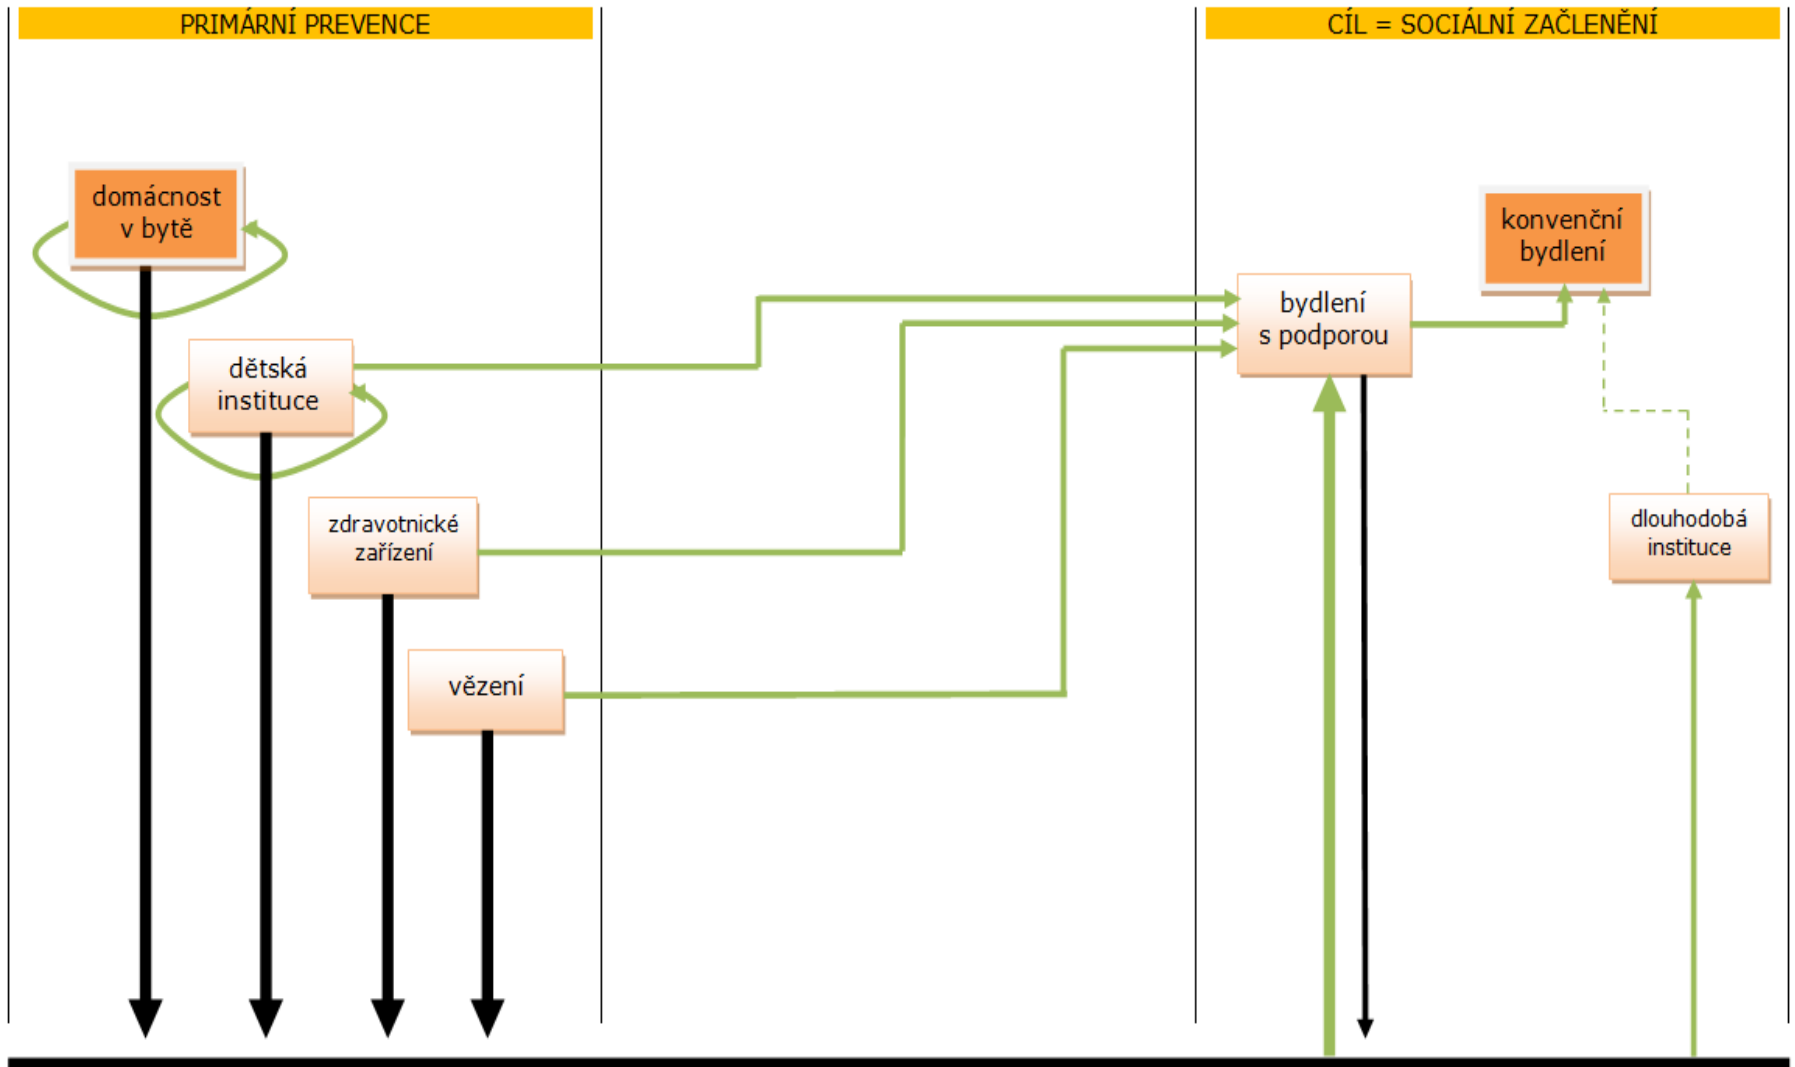 PRIMÁRNÍ PREVENCE
CÍL = SOCIÁLNÍ ZAČLENĚNÍ
domácnost
v bytě
konvenční
bydlení
bydlení
s podporou
dětská
instituce
zdravotnické
zařízení
dlouhodobá
instituce
vězení